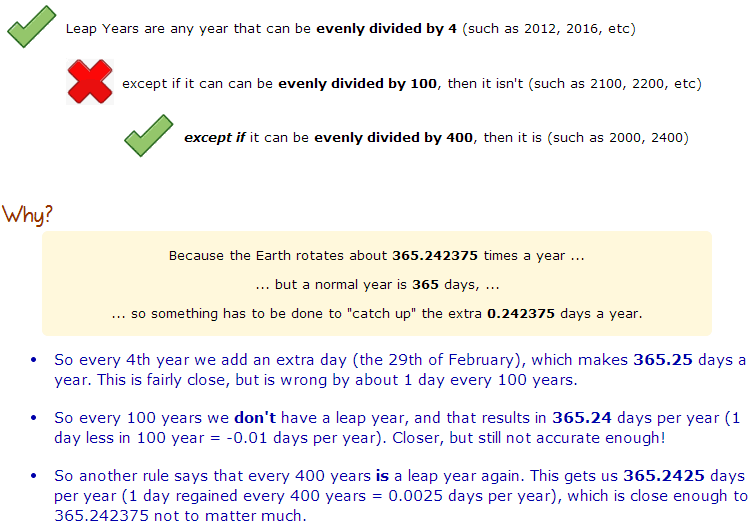 Leap Years are any year that can be evenly divided by 4 (such as 2012, 2016, etc)
except if it can can be evenly divided by 100, then it isn't (such as 2100, 2200, etc)
except if it can be evenly divided by 400, then it is (such as 2000, 2400)
Why?
Because the Earth rotates about 365.242375 times a year ...
... but a normal year is 365 days, ...
... so something has to be done to "catch up" the extra 0.242375 days a year.
• So every 4th year we add an extra day (the 29th of February), which makes 365.25 days a
year. This is fairly close, but is wrong by about 1 day every 100 years.
• So every 100 years we don't have a leap year, and that results in 365.24 days per year (1
day less in 100 year = -0.01 days per year). Closer, but still not accurate enough!
• So another rule says that every 400 years is a leap year again. This gets us 365.2425 days
per year (1 day regained every 400 years = 0.0025 days per year), which is close enough to
365.242375 not to matter much.